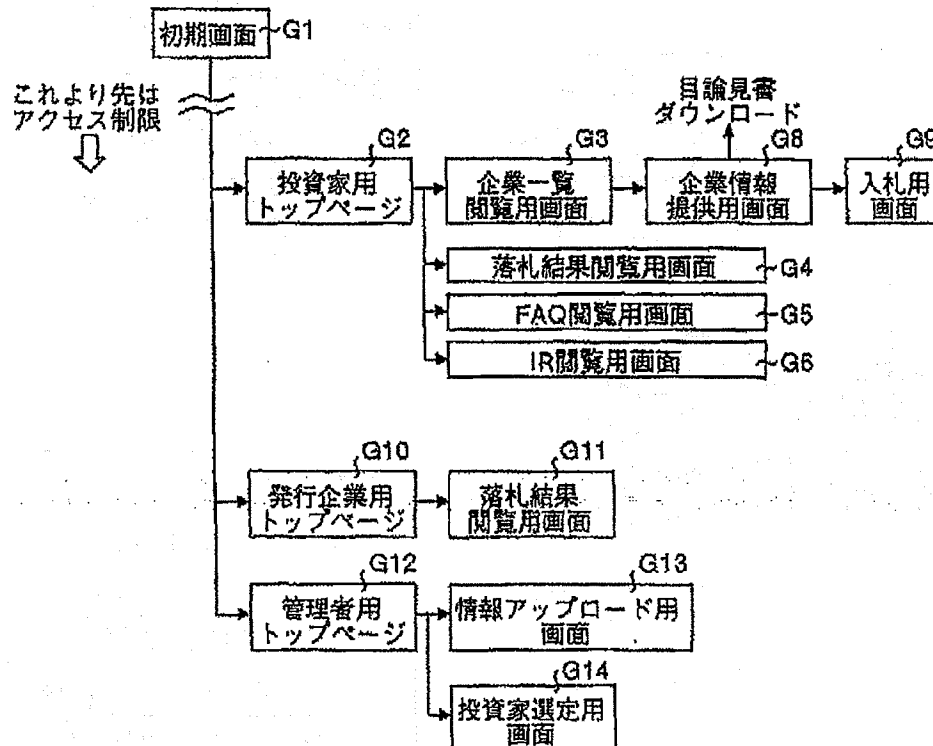 初期画面
G1
これより先は
アクセス制限
目論見書
ダウンロード
G2
投資家用
トップページ
G3
企業一覧
閲覧用画面
G8
企業情報
提供用画面
G9
入札用
画面
落札結果閲覧用画面
G4
FAQ閲覧用画面
G5
IR閲覧用画面
G6
G10
発行企業用
トップページ
G11
落札結果
閲覧用画面
G12
管理者用
トップページ
G13
情報アップロード用
画面
G14
投資家選定用
画面